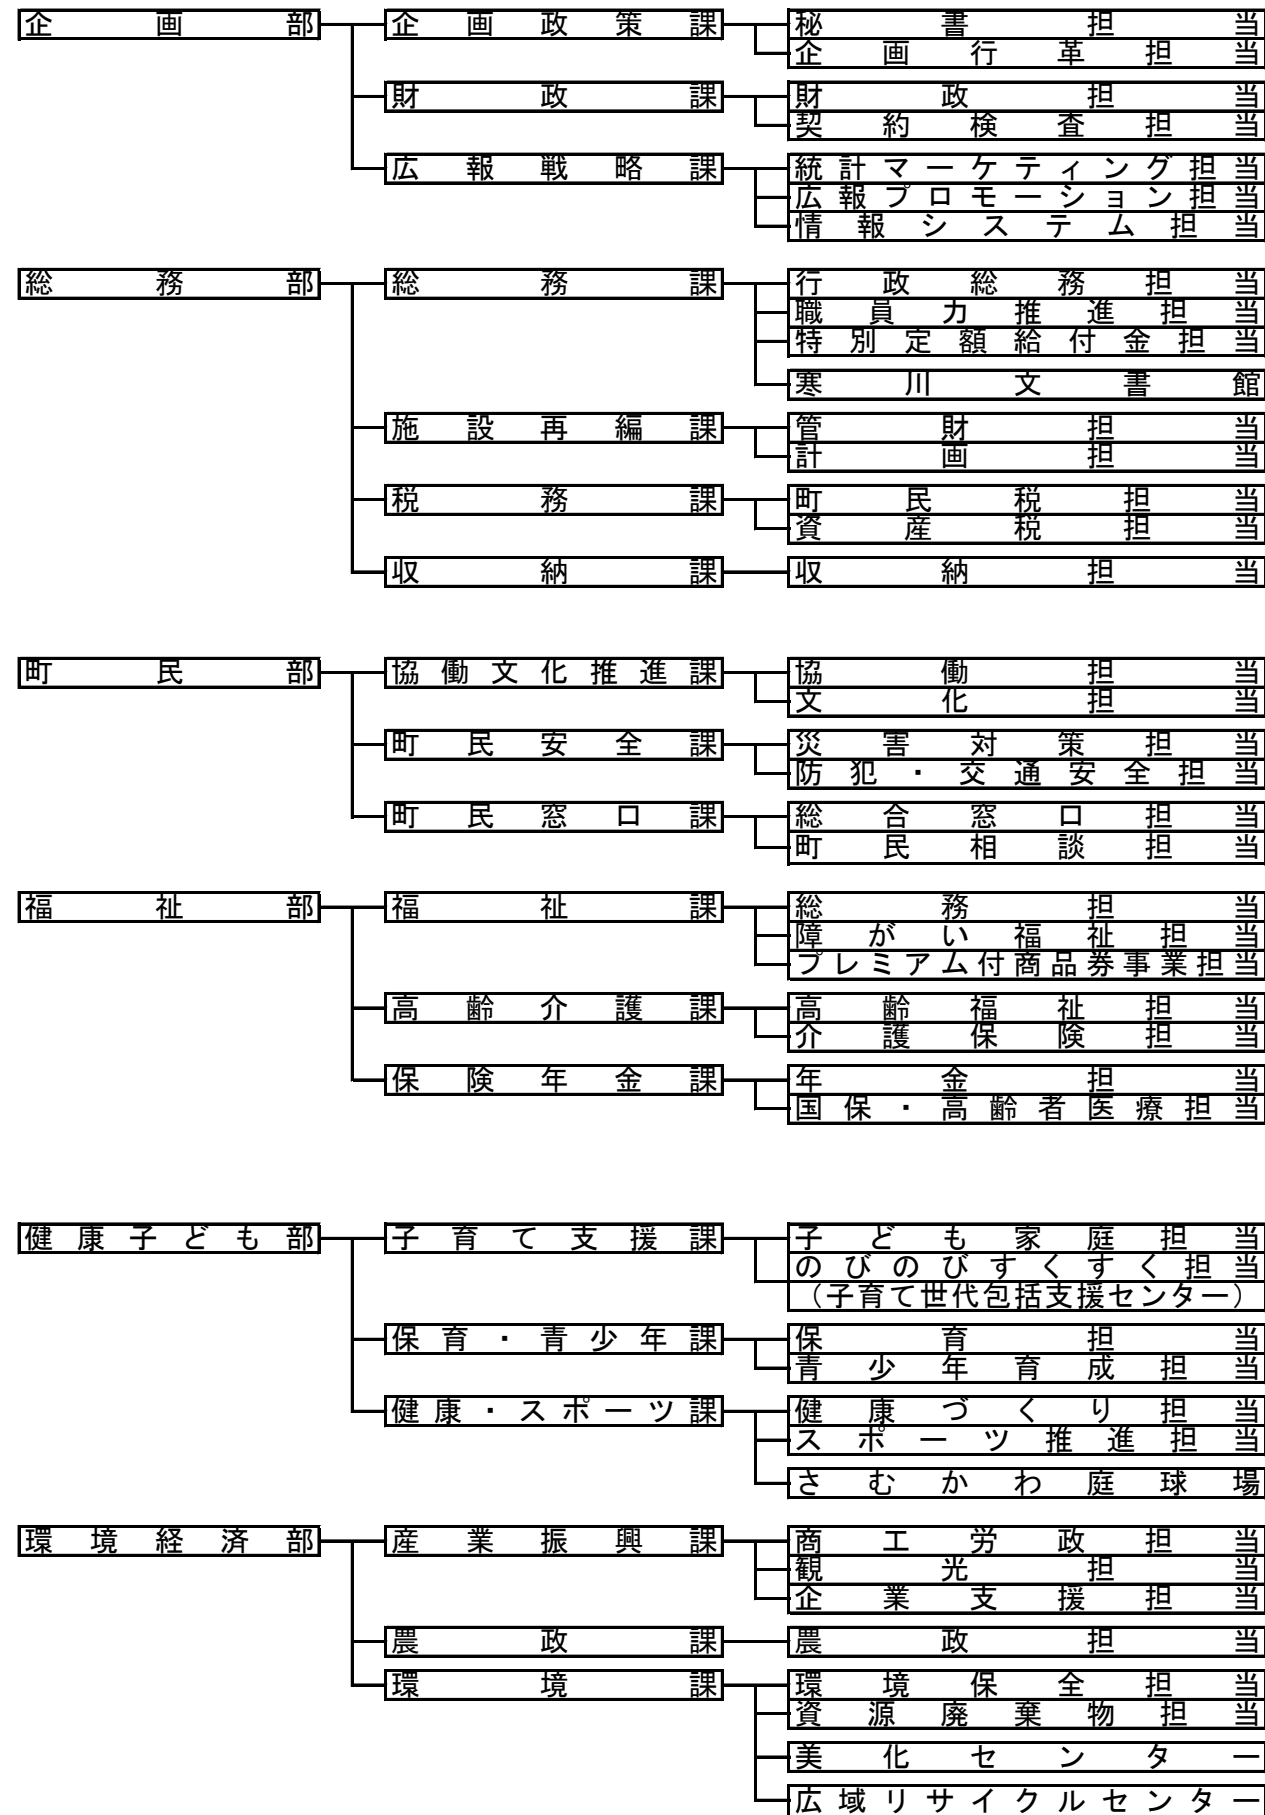 企画部 企画政策課 秘書担当
企画行革担当
財政課 財政担当
契約検査担当
広報戦略課 統計マーケティング担当
広報プロモーション担当
情報システム担当
総務部 総務課 行政総務担当
職員力推進担当
特別定額給付金担当
寒川文書館
施設再編課 管財担当
計画担当
税務課 町民税担当
資産税担当
収納課 収納担当
町民部 協働文化推進課 協働担当
文化担当
町民安全課 災害対策担当
防犯・交通安全担当
町民窓口課 総合窓口担当
町民相談担当
福祉部 福祉課 総務担当
障がい福祉担当
プレミアム付商品券事業担当
高齢介護課 高齢福祉担当
介護保険担当
保険年金課 年金担当
国保・高齢者医療担当
健康子ども部 子育て支援課 子ども家庭担当
のびのびすくすく担当
（子育て世代包括支援センター）
保育・青少年課 保育担当
青少年育成担当
健康・スポーツ課 健康づくり担当
スポーツ推進担当
さむかわ庭球場
環境経済部 産業振興課 商工労政担当
観光担当
企業支援担当
農政課 農政担当
環境課 環境保全担当
資源廃棄物担当
美化センター
広域リサイクルセンター